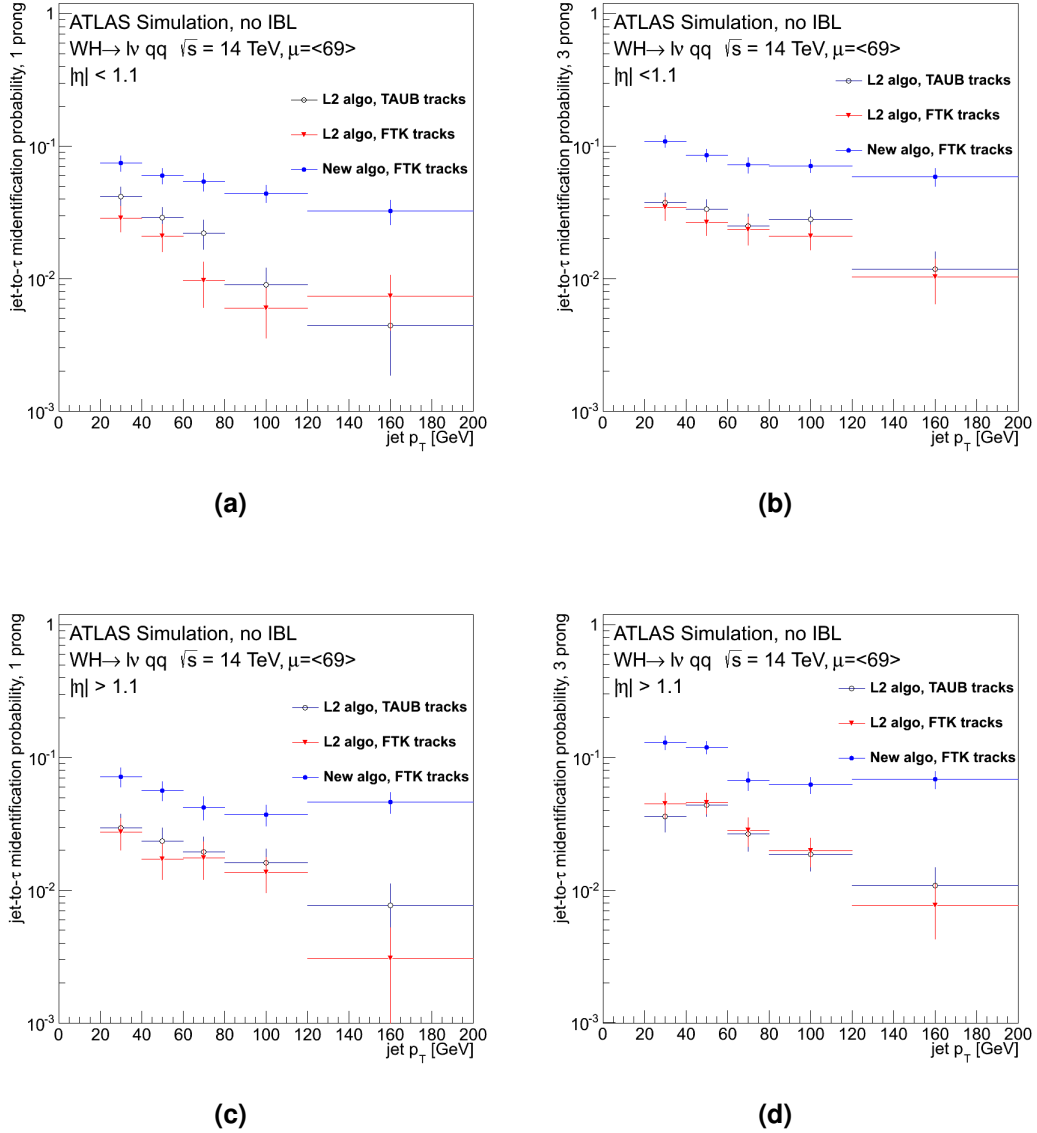 jet-to-τ midentification probability, 1 prong
ATLAS Simulation, no IBL
WH→ lν qq √s = 14 TeV, μ=<69>
|η| < 1.1
L2 algo, TAUB tracks
L2 algo, FTK tracks
New algo, FTK tracks
1
10⁻¹
10⁻²
10⁻³
0 20 40 60 80 100 120 140 160 180 200
jet p_T [GeV]
(a)
jet-to-τ midentification probability, 3 prong
ATLAS Simulation, no IBL
WH→ lν qq √s = 14 TeV, μ=<69>
|η| <1.1
L2 algo, TAUB tracks
L2 algo, FTK tracks
New algo, FTK tracks
1
10⁻¹
10⁻²
10⁻³
0 20 40 60 80 100 120 140 160 180 200
jet p_T [GeV]
(b)
jet-to-τ midentification probability, 1 prong
ATLAS Simulation, no IBL
WH→ lν qq √s = 14 TeV, μ=<69>
|η| > 1.1
L2 algo, TAUB tracks
L2 algo, FTK tracks
New algo, FTK tracks
1
10⁻¹
10⁻²
10⁻³
0 20 40 60 80 100 120 140 160 180 200
jet p_T [GeV]
(c)
jet-to-τ midentification probability, 3 prong
ATLAS Simulation, no IBL
WH→ lν qq √s = 14 TeV, μ=<69>
|η| > 1.1
L2 algo, TAUB tracks
L2 algo, FTK tracks
New algo, FTK tracks
1
10⁻¹
10⁻²
10⁻³
0 20 40 60 80 100 120 140 160 180 200
jet p_T [GeV]
(d)